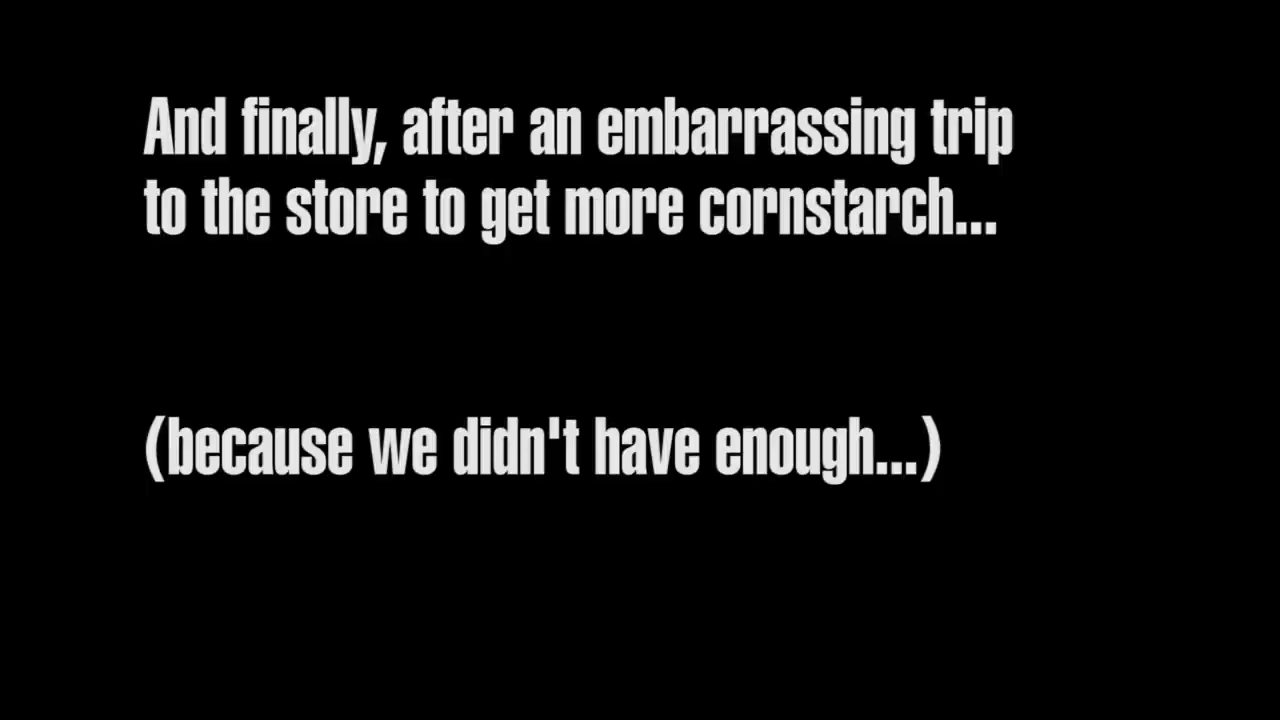 And finally, after an embarrassing trip
to the store to get more cornstarch...
(because we didn't have enough...)